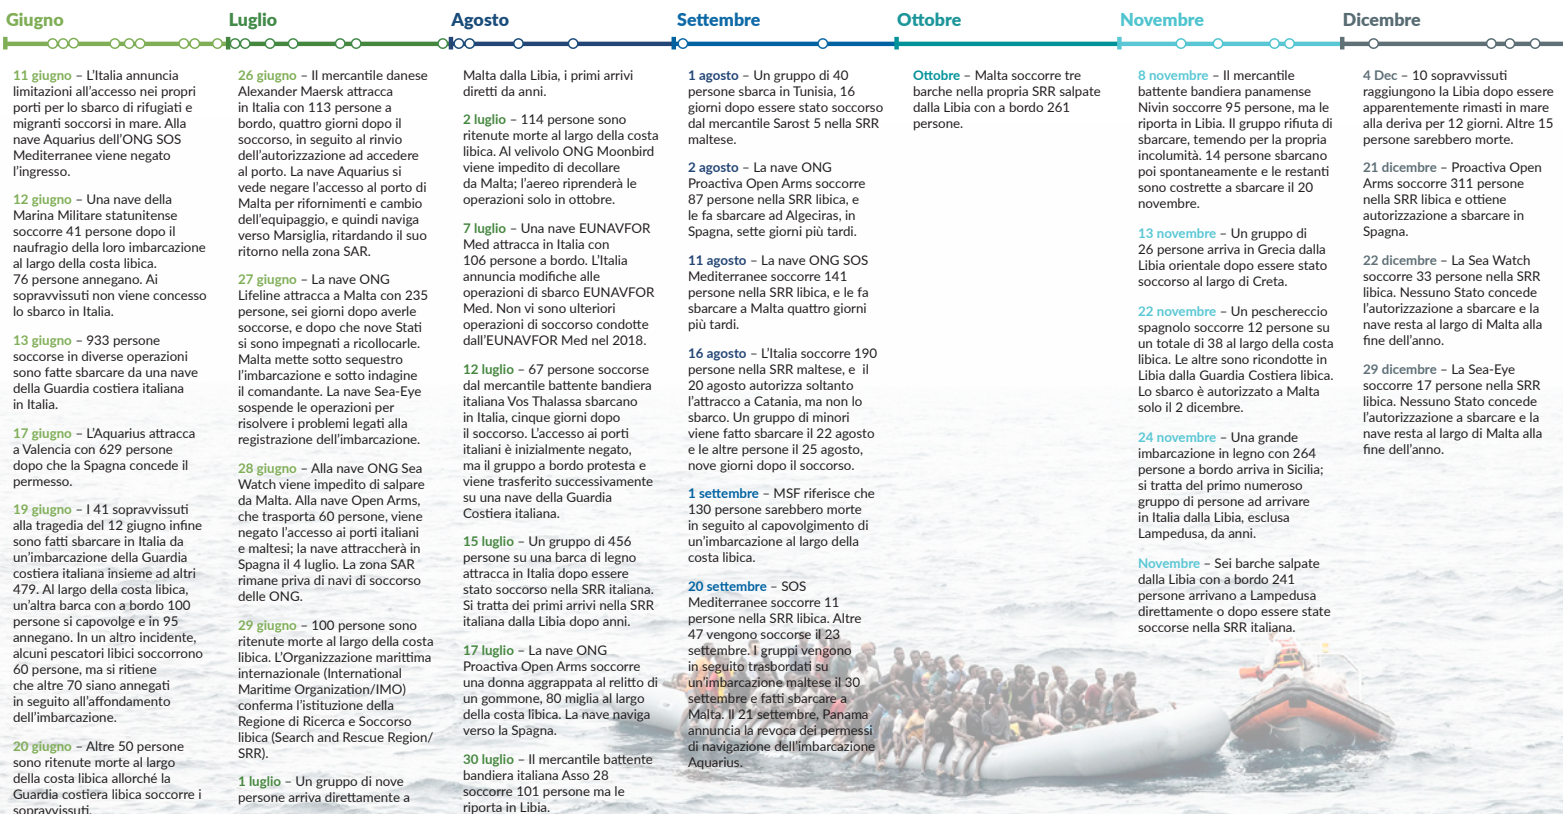 Giugno
Luglio
Agosto
Settembre
Ottobre
Novembre
Dicembre
11 giugno – L’Italia annuncia
limitazioni all’accesso nei propri
porti per lo sbarco di rifugiati e
migranti soccorsi in mare. Alla
nave Aquarius dell’ONG SOS
Mediterranee viene negato
l’ingresso.
12 giugno – Una nave della
Marina Militare statunitense
soccorre 41 persone dopo il
naufragio della loro imbarcazione
al largo della costa libica.
76 persone annegano. Ai
sopravvissuti non viene concesso
lo sbarco in Italia.
13 giugno – 933 persone
soccorse in diverse operazioni
sono fatte sbarcare da una nave
della Guardia costiera italiana
in Italia.
17 giugno – L’Aquarius attracca
a Valencia con 629 persone
dopo che la Spagna concede il
permesso.
19 giugno – I 41 sopravvissuti
alla tragedia del 12 giugno infine
sono fatti sbarcare in Italia da
un’imbarcazione della Guardia
costiera italiana insieme ad altri
479. Al largo della costa libica,
un’altra barca con a bordo 100
persone si capovolge e in 95
annegano. In un altro incidente,
alcuni pescatori libici soccorrono
60 persone, ma si ritiene
che altre 70 siano annegati
in seguito all’affondamento
dell’imbarcazione.
20 giugno – Altre 50 persone
sono ritenute morte al largo
della costa libica allorché la
Guardia costiera libica soccorre i
sopravvissuti.
26 giugno – Il mercantile danese
Alexander Maersk attracca
in Italia con 113 persone a
bordo, quattro giorni dopo il
soccorso, in seguito al rinvio
dell’autorizzazione ad accedere
al porto. La nave Aquarius si
vede negare l’accesso al porto di
Malta per rifornimenti e cambio
dell’equipaggio, e quindi naviga
verso Marsiglia, ritardando il suo
ritorno nella zona SAR.
27 giugno – La nave ONG
Lifeline attracca a Malta con 235
persone, sei giorni dopo averle
soccorse, e dopo che nove Stati
si sono impegnati a ricollocarle.
Malta mette sotto sequestro
l’imbarcazione e sotto indagine
il comandante. La nave Sea-Eye
sospende le operazioni per
risolvere i problemi legati alla
registrazione dell’imbarcazione.
28 giugno – Alla nave ONG Sea
Watch viene impedito di salpare
da Malta. Alla nave Open Arms,
che trasporta 60 persone, viene
negato l’accesso ai porti italiani
e maltesi; la nave attraccherà in
Spagna il 4 luglio. La zona SAR
rimane priva di navi di soccorso
delle ONG.
29 giugno – 100 persone sono
ritenute morte al largo della costa
libica. L’Organizzazione marittima
internazionale (International
Maritime Organization/IMO)
conferma l’istituzione della
Regione di Ricerca e Soccorso
libica (Search and Rescue Region/
SRR).
1 luglio – Un gruppo di nove
persone arriva direttamente a
Malta dalla Libia, i primi arrivi
diretti da anni.
2 luglio – 114 persone sono
ritenute morte al largo della costa
libica. Al velivolo ONG Moonbird
viene impedito di decollare
da Malta; l’aereo riprenderà le
operazioni solo in ottobre.
7 luglio – Una nave EUNAVFOR
Med attracca in Italia con
106 persone a bordo. L’Italia
annuncia modifiche alle
operazioni di sbarco EUNAVFOR
Med. Non vi sono ulteriori
operazioni di soccorso condotte
dall’EUNAVFOR Med nel 2018.
12 luglio – 67 persone soccorse
dal mercantile battente bandiera
italiana Vos Thalassa sbarcano
in Italia, cinque giorni dopo
il soccorso. L’accesso ai porti
italiani è inizialmente negato,
ma il gruppo a bordo protesta e
viene trasferito successivamente
su una nave della Guardia
Costiera italiana.
15 luglio – Un gruppo di 456
persone su una barca di legno
attracca in Italia dopo essere
stato soccorso nella SRR italiana.
Si tratta dei primi arrivi nella SRR
italiana dalla Libia dopo anni.
17 luglio – La nave ONG
Proactiva Open Arms soccorre
una donna aggrappata al relitto di
un gommone, 80 miglia al largo
della costa libica. La nave naviga
verso la Spagna.
30 luglio – Il mercantile battente
bandiera italiana Asso 28
soccorre 101 persone ma le
riporta in Libia.
1 agosto – Un gruppo di 40
persone sbarca in Tunisia, 16
giorni dopo essere stato soccorso
dal mercantile Sarost 5 nella SRR
maltese.
2 agosto – La nave ONG
Proactiva Open Arms soccorre
87 persone nella SRR libica, e
le fa sbarcare ad Algeciras, in
Spagna, sette giorni più tardi.
11 agosto – La nave ONG SOS
Mediterranee soccorre 141
persone nella SRR libica, e le fa
sbarcare a Malta quattro giorni
più tardi.
16 agosto – L’Italia soccorre 190
persone nella SRR maltese, e il
20 agosto autorizza soltanto
l’attracco a Catania, ma non lo
sbarco. Un gruppo di minori
viene fatto sbarcare il 22 agosto
e le altre persone il 25 agosto,
nove giorni dopo il soccorso.
1 settembre – MSF riferisce che
130 persone sarebbero morte
in seguito al capovolgimento di
un’imbarcazione al largo della
costa libica.
20 settembre – SOS
Mediterranee soccorre 11
persone nella SRR libica. Altre
47 vengono soccorse il 23
settembre. I gruppi vengono
in seguito trasbordati su
un’imbarcazione maltese il 30
settembre e fatti sbarcare a
Malta. Il 21 settembre, Panama
annuncia la revoca dei permessi
di navigazione dell’imbarcazione
Aquarius.
Ottobre – Malta soccorre tre
barche nella propria SRR salpate
dalla Libia con a bordo 261
persone.
8 novembre – Il mercantile
battente bandiera panamense
Nivin soccorre 95 persone, ma le
riporta in Libia. Il gruppo rifiuta di
sbarcare, temendo per la propria
incolumità. 14 persone sbarcano
poi spontaneamente e le restanti
sono costrette a sbarcare il 20
novembre.
13 novembre – Un gruppo di
26 persone arriva in Grecia dalla
Libia orientale dopo essere stato
soccorso al largo di Creta.
22 novembre – Un peschereccio
spagnolo soccorre 12 persone su
un totale di 38 al largo della costa
libica. Le altre sono ricondotte in
Libia dalla Guardia Costiera libica.
Lo sbarco è autorizzato a Malta
solo il 2 dicembre.
24 novembre – Una grande
imbarcazione in legno con 264
persone a bordo arriva in Sicilia;
si tratta del primo numeroso
gruppo di persone ad arrivare
in Italia dalla Libia, esclusa
Lampedusa, da anni.
Novembre – Sei barche salpate
dalla Libia con a bordo 241
persone arrivano a Lampedusa
direttamente o dopo essere state
soccorse nella SRR italiana.
4 Dec – 10 sopravvissuti
raggiungono la Libia dopo essere
apparentemente rimasti in mare
alla deriva per 12 giorni. Altre 15
persone sarebbero morte.
21 dicembre – Proactiva Open
Arms soccorre 311 persone
nella SRR libica e ottiene
autorizzazione a sbarcare in
Spagna.
22 dicembre – La Sea Watch
soccorre 33 persone nella SRR
libica. Nessuno Stato concede
l’autorizzazione a sbarcare e la
nave resta al largo di Malta alla
fine dell’anno.
29 dicembre – La Sea-Eye
soccorre 17 persone nella SRR
libica. Nessuno Stato concede
l’autorizzazione a sbarcare e la
nave resta al largo di Malta alla
fine dell’anno.